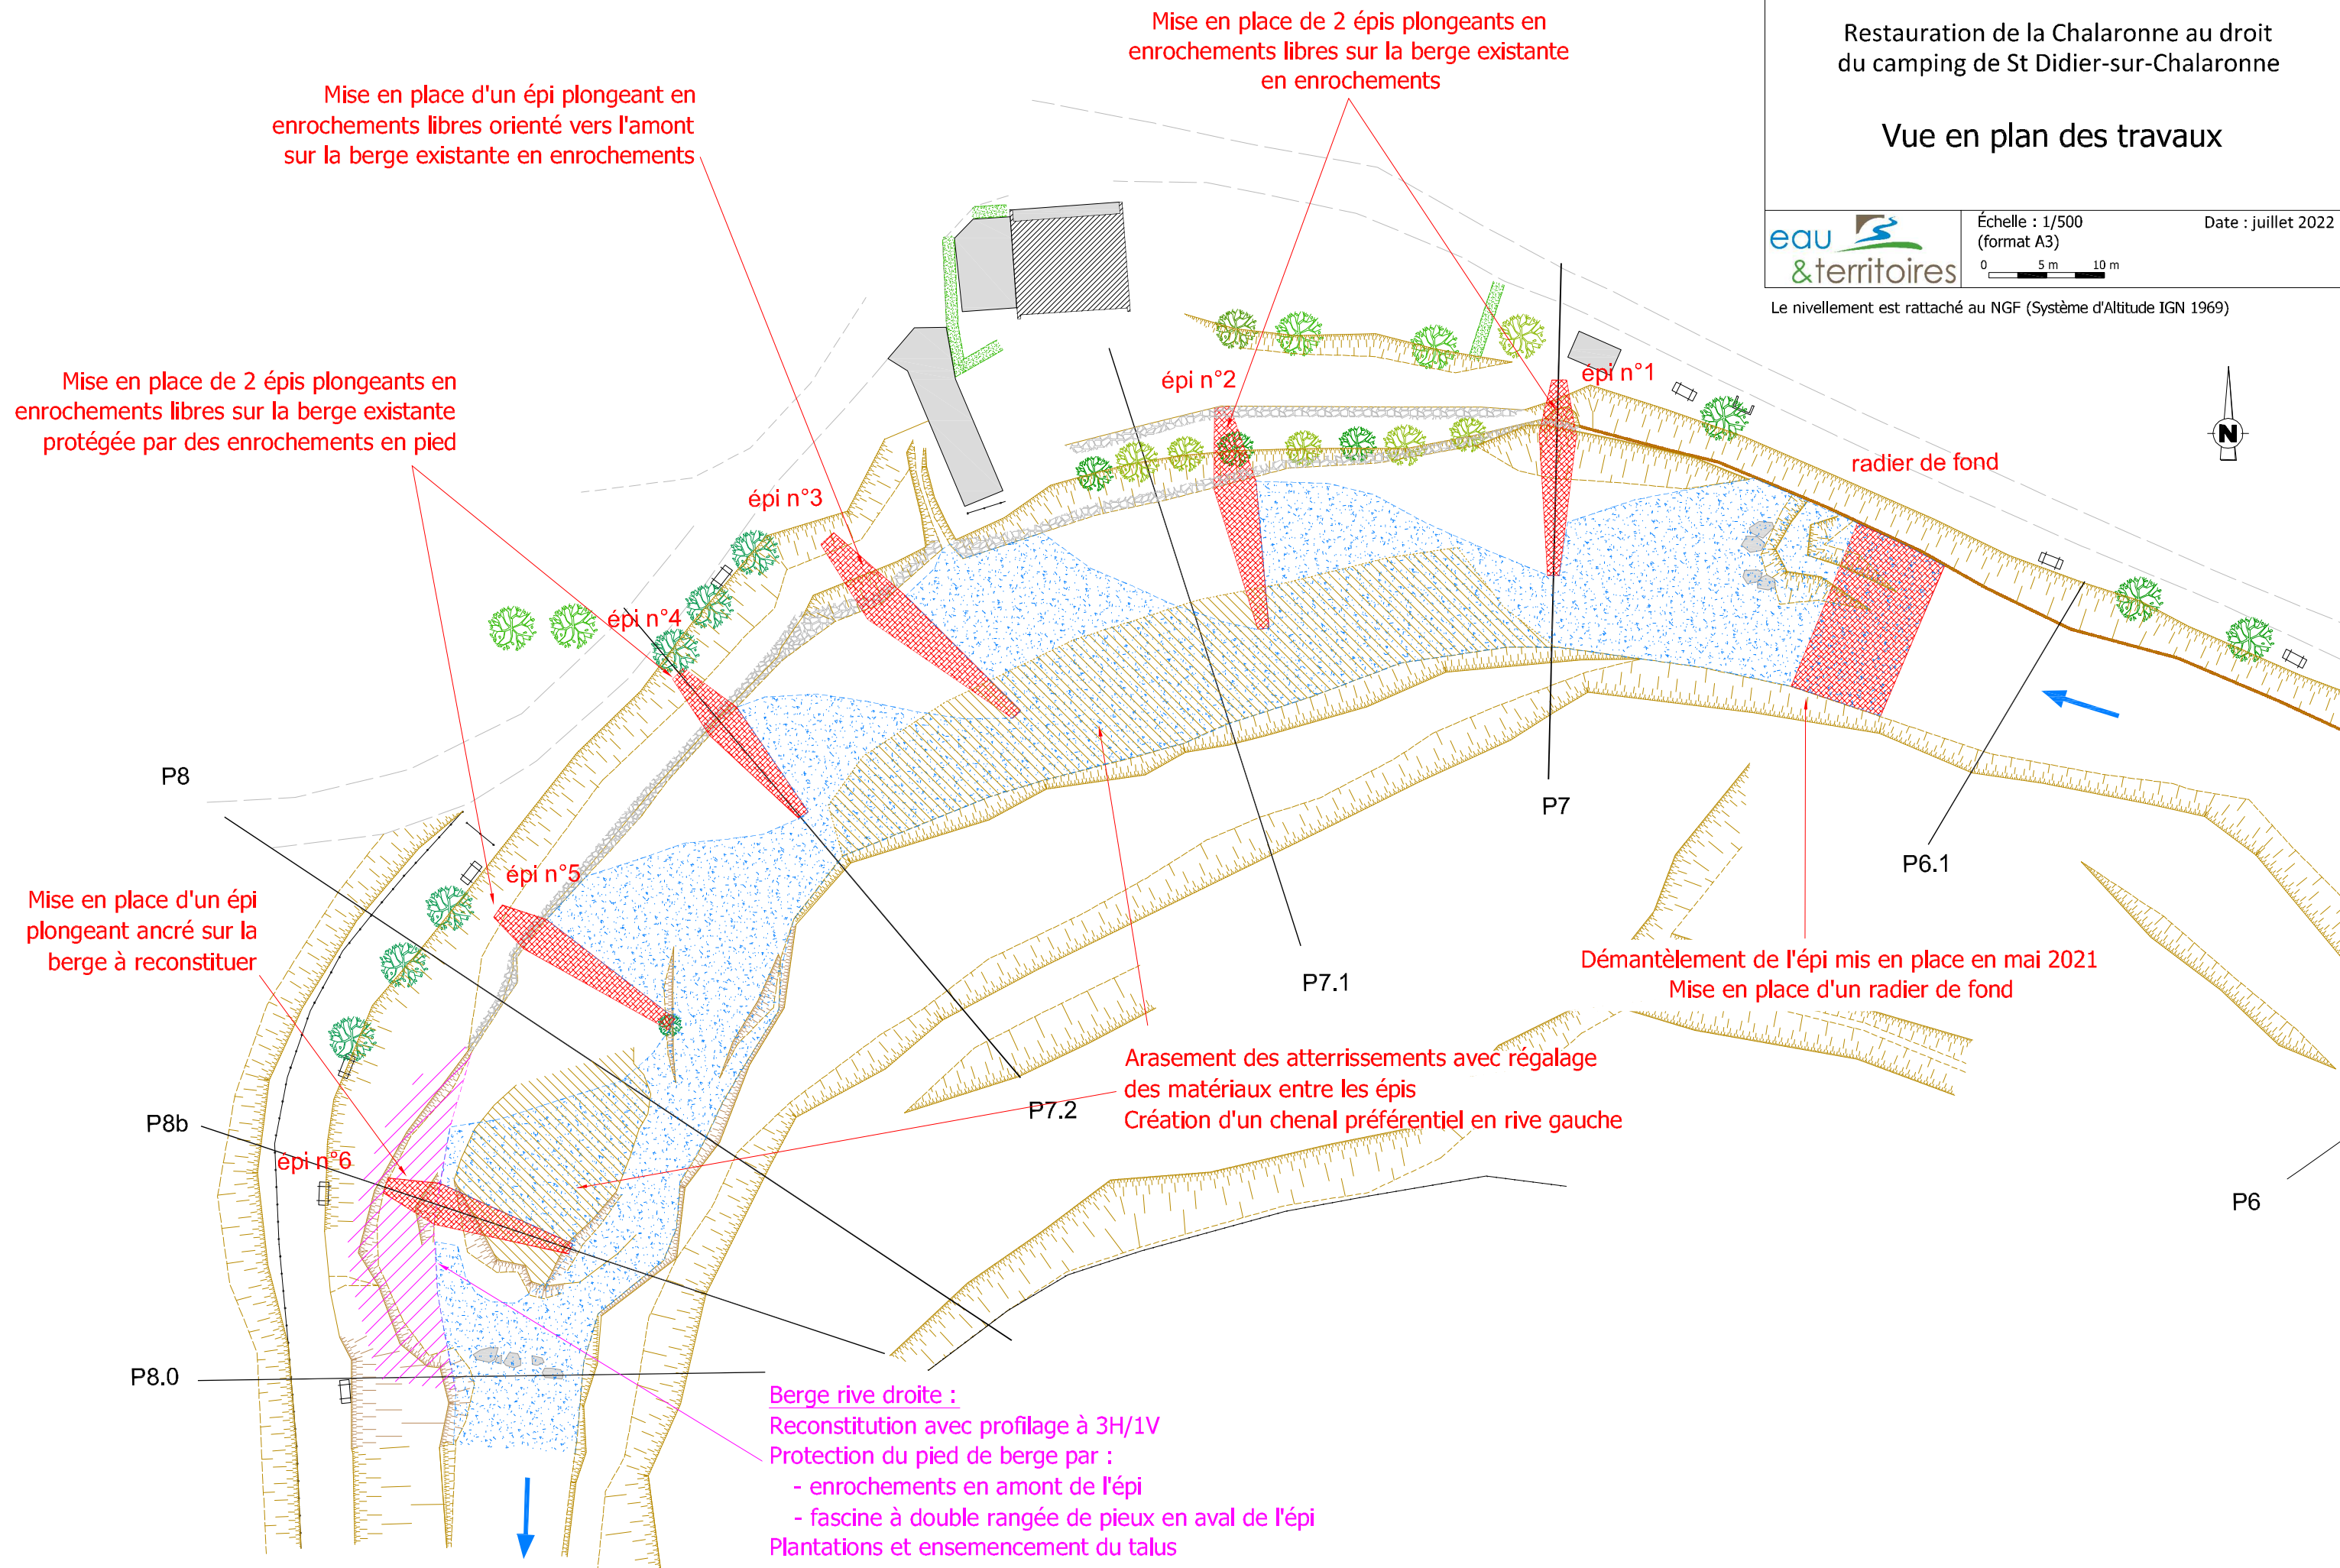 Restauration de la Chalaronne au droit
du camping de St Didier-sur-Chalaronne
Vue en plan des travaux
eau
&territoires
Échelle : 1/500
(format A3)
0 5 m 10 m
Date : juillet 2022
Le nivellement est rattaché au NGF (Système d'Altitude IGN 1969)
N
Mise en place de 2 épis plongeants en
enrochements libres sur la berge existante
en enrochements
Mise en place d'un épi plongeant en
enrochements libres orienté vers l'amont
sur la berge existante en enrochements
Mise en place de 2 épis plongeants en
enrochements libres sur la berge existante
protégée par des enrochements en pied
épi n°1
épi n°2
radier de fond
épi n°3
épi n°4
épi n°5
épi n°6
P8
P7
P6.1
P7.1
P7.2
P8b
P6
P8.0
Mise en place d'un épi
plongeant ancré sur la
berge à reconstituer
Démantèlement de l'épi mis en place en mai 2021
Mise en place d'un radier de fond
Arasement des atterrissements avec régalage
des matériaux entre les épis
Création d'un chenal préférentiel en rive gauche
Berge rive droite :
Reconstitution avec profilage à 3H/1V
Protection du pied de berge par :
- enrochements en amont de l'épi
- fascine à double rangée de pieux en aval de l'épi
Plantations et ensemencement du talus